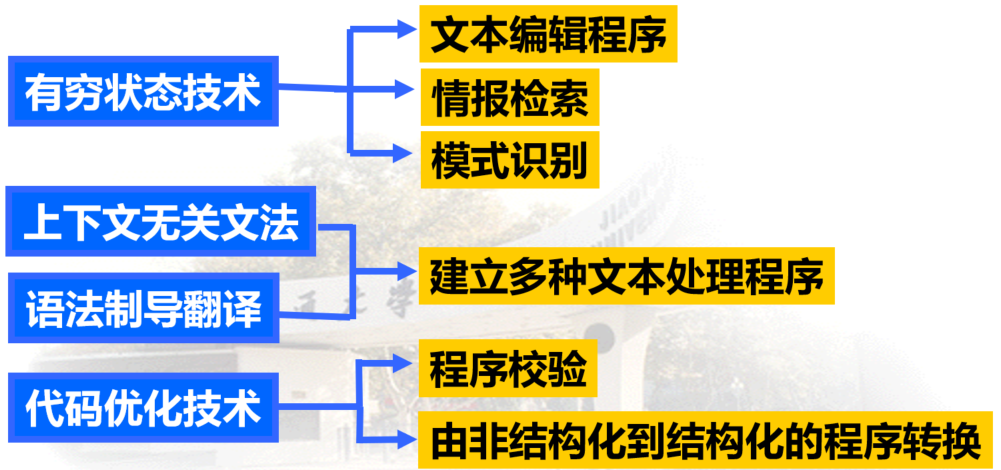 文本编辑程序
有穷状态技术
情报检索
模式识别
上下文无关文法
建立多种文本处理程序
语法制导翻译
程序校验
代码优化技术
由非结构化到结构化的程序转换